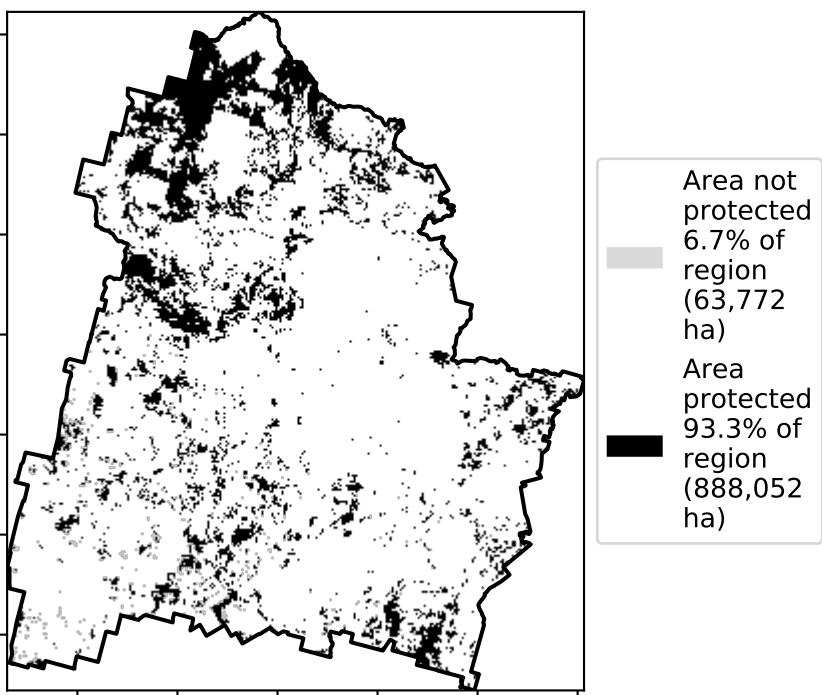 Area not
protected
6.7% of
region
(63,772
ha)
Area
protected
93.3% of
region
(888,052
ha)